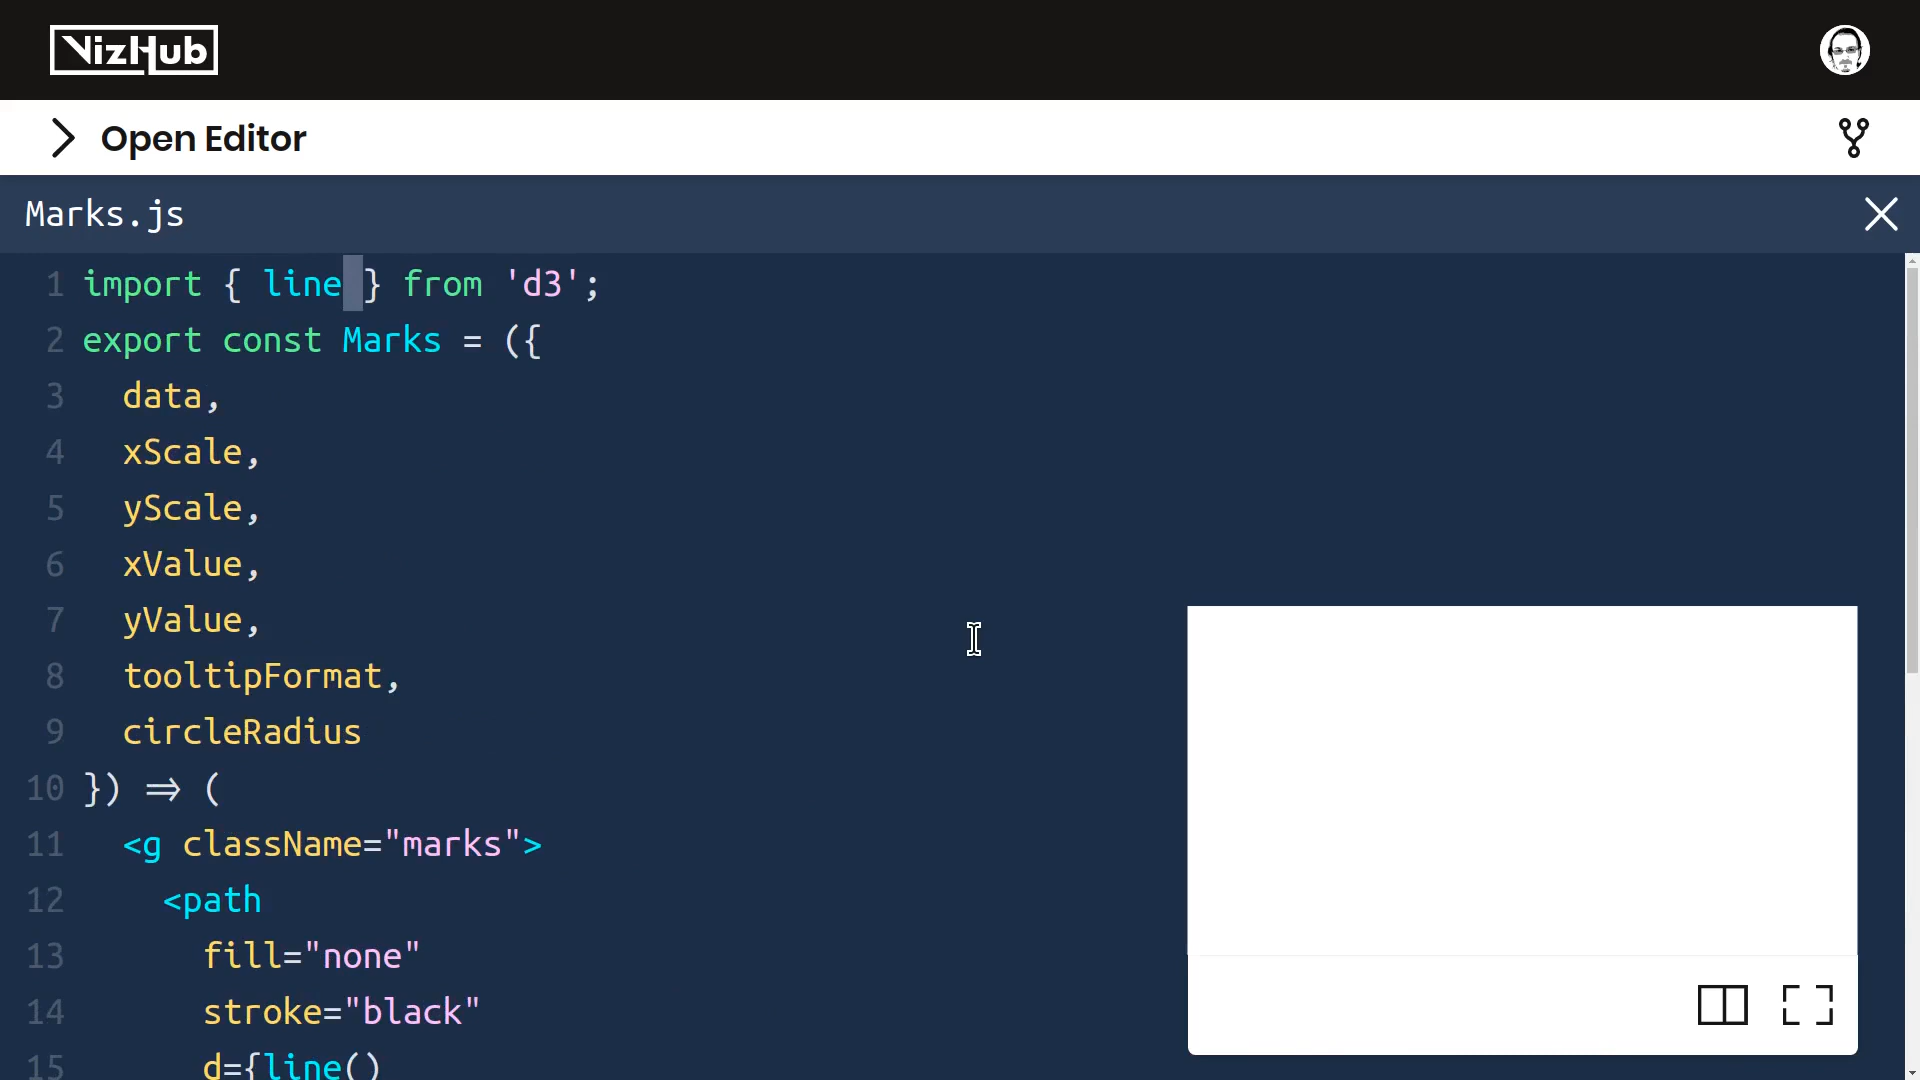 VizHub
Open Editor
Marks.js
1 import { line } from 'd3';
2 export const Marks = ({
3 data,
4 xScale,
5 yScale,
6 xValue,
7 yValue,
8 tooltipFormat,
9 circleRadius
10 }) => (
11 <g className="marks">
12 <path
13 fill="none"
14 stroke="black"
15 d={line()